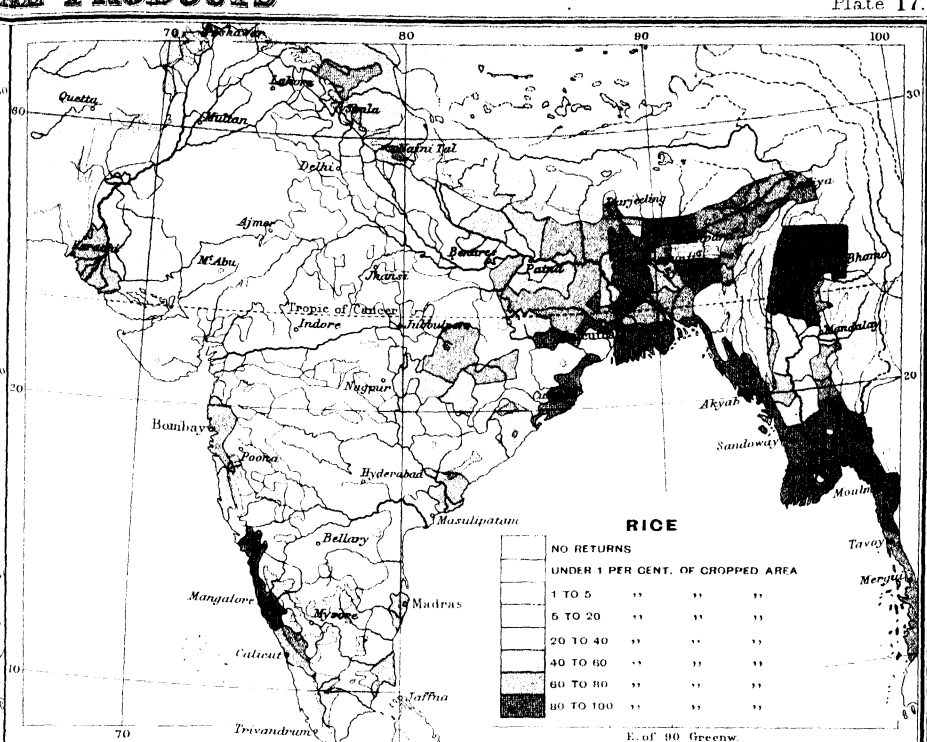 PRODUCTS
Plate 17.
70
80
90
100
Peshawar
Lahore
Quetta
Simla
30
Multan
Naini Tal
Delhi
Darjeeling
Ajmer
Karachi
Benares
Mt Abu
Patna
Bhamo
Jhansi
Tropic of Cancer
Indore
Jubbulpore
Mandalay
20
Nagpur
20
Akyab
Bombay
Sandoway
Poona
Hyderabad
Moulm
Masulipatam
RICE
Bellary
NO RETURNS
Tavoy
UNDER 1 PER CENT. OF CROPPED AREA
Mergui
1 TO 5 ,, ,, ,,
Mangalore
Madras
5 TO 20 ,, ,, ,,
Mysore
20 TO 40 ,, ,, ,,
Calicut
40 TO 60 ,, ,, ,,
10
60 TO 80 ,, ,, ,,
Jaffna
80 TO 100 ,, ,, ,,
Trivandrum
70
80
E. of 90 Greenw.